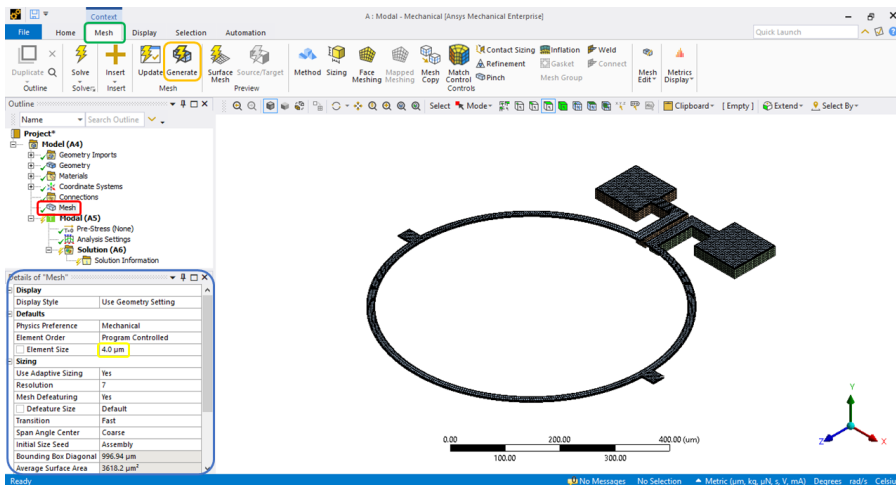 Context
A : Modal - Mechanical [Ansys Mechanical Enterprise]
File Home Mesh Display Selection Automation Quick Launch
Duplicate Q Solve Insert Update Generate Surface Mesh Source/Target Method Sizing Face Meshing Mapped Meshing Mesh Copy Match Control Contact Sizing Refinement Pinch Inflation Gasket Mesh Group Weld Connect Mesh Edit Metrics Display
Outline Solver Insert Mesh Preview Controls
Outline
Name Search Outline
Select Mode Clipboard [ Empty ] Extend Select By
Project*
Model (A4)
Geometry Imports
Geometry
Materials
Coordinate Systems
Connections
Mesh
Modal (A5)
Pre-Stress (None)
Analysis Settings
Solution (A6)
Solution Information
Details of "Mesh"
Display
Display Style Use Geometry Setting
Defaults
Physics Preference Mechanical
Element Order Program Controlled
Element Size 4.0 µm
Sizing
Use Adaptive Sizing Yes
Resolution 7
Mesh Defeaturing Yes
Defeature Size Default
Transition Fast
Span Angle Center Coarse
Initial Size Seed Assembly
Bounding Box Diagonal 996.94 µm
Average Surface Area 3618.2 µm²
0.00 200.00 400.00 (um)
100.00 300.00
Y
Z X
Ready No Messages No Selection Metric (µm, kg, µN, s, V, mA) Degrees rad/s Celsius